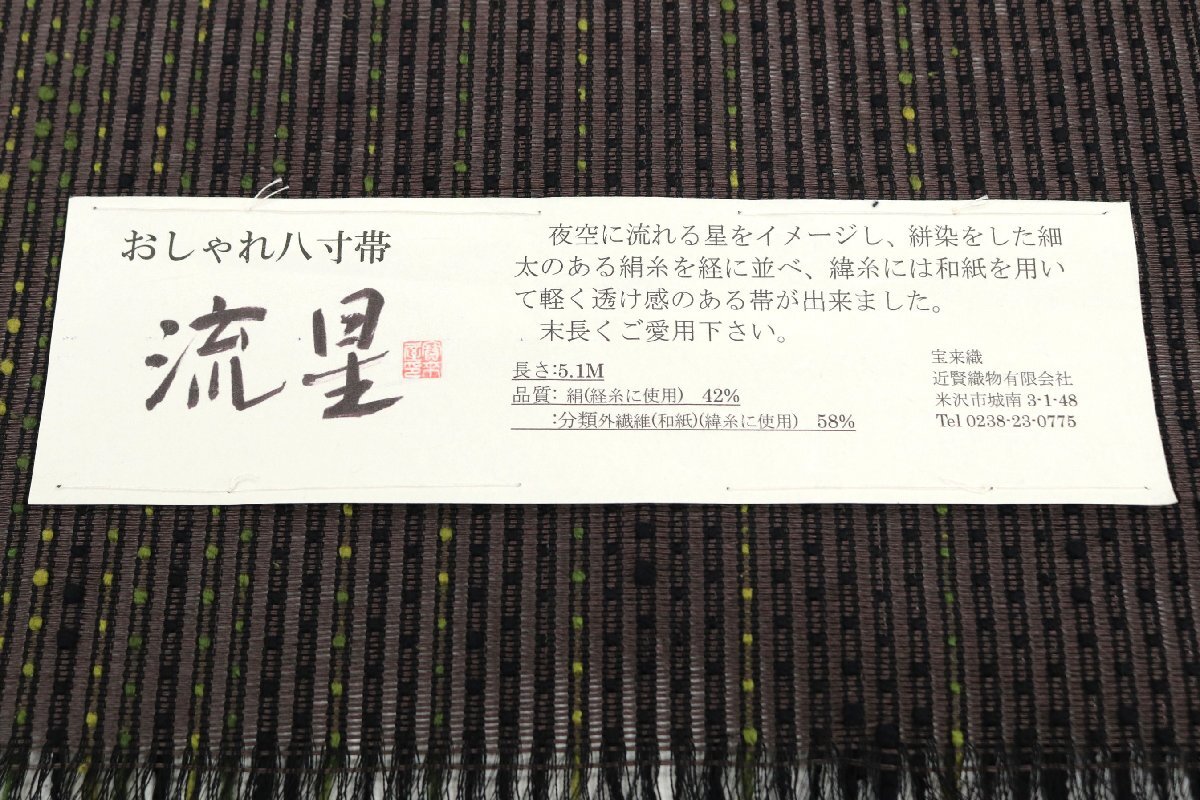 おしゃれ八寸帯
流星
夜空に流れる星をイメージし、絣染をした細
太のある絹糸を経に並べ、緯糸には和紙を用い
て軽く透け感のある帯が出来ました。
末長くご愛用下さい。
長さ:5.1M
品質: 絹(経糸に使用) 42%
:分類外繊維(和紙)(緯糸に使用) 58%
宝来織
近賢織物有限会社
米沢市城南 3-1-48
Tel 0238-23-0775